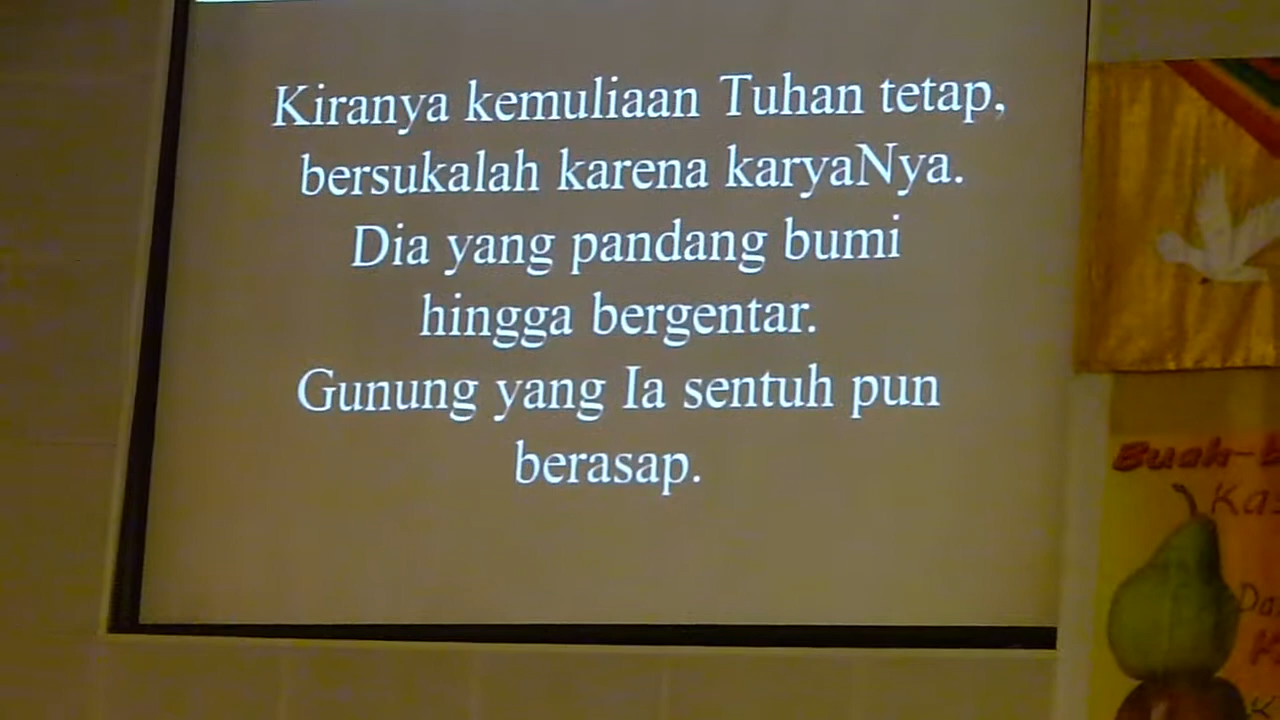 Kiranya kemuliaan Tuhan tetap,
bersukalah karena karyaNya.
Dia yang pandang bumi
hingga bergentar.
Gunung yang Ia sentuh pun
berasap.
Buah-